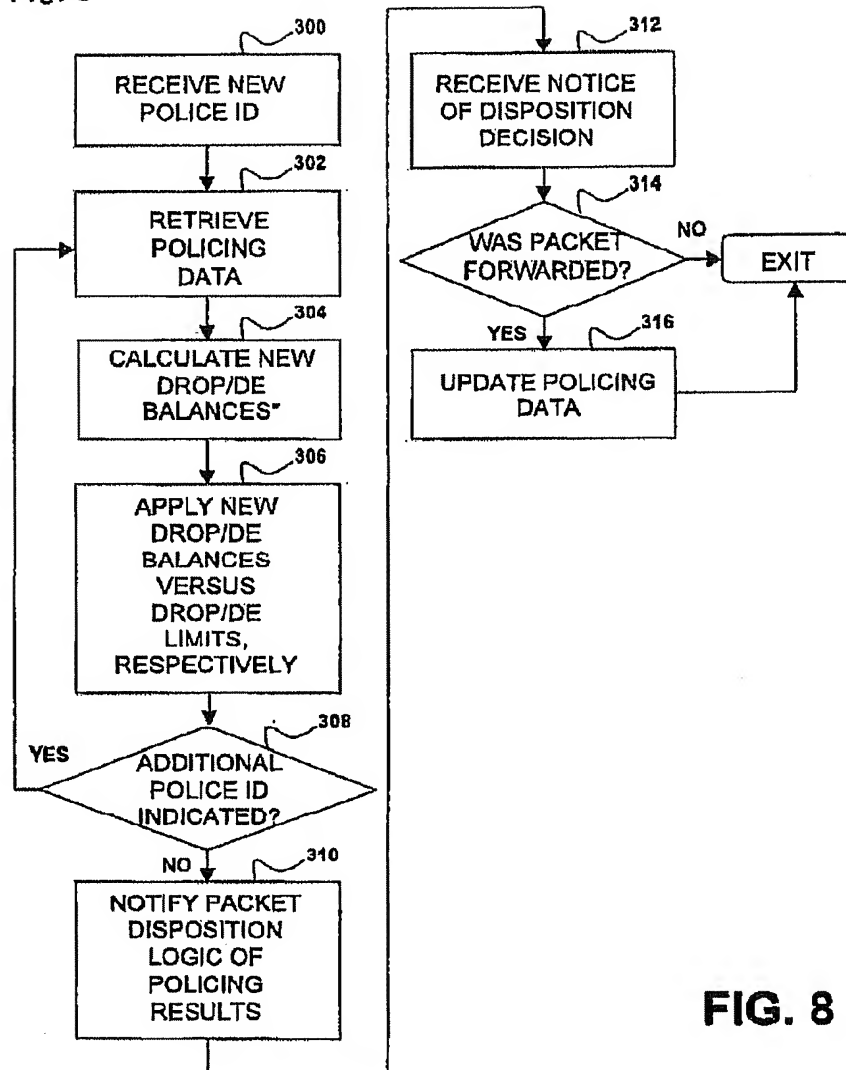 300
RECEIVE NEW
POLICE ID
302
RETRIEVE
POLICING
DATA
304
CALCULATE NEW
DROP/DE
BALANCES"
306
APPLY NEW
DROP/DE
BALANCES
VERSUS
DROP/DE
LIMITS,
RESPECTIVELY
308
YES
ADDITIONAL
POLICE ID
INDICATED?
NO
310
NOTIFY PACKET
DISPOSITION
LOGIC OF
POLICING
RESULTS
312
RECEIVE NOTICE
OF DISPOSITION
DECISION
314
WAS PACKET
FORWARDED?
NO
EXIT
YES
316
UPDATE POLICING
DATA
FIG. 8